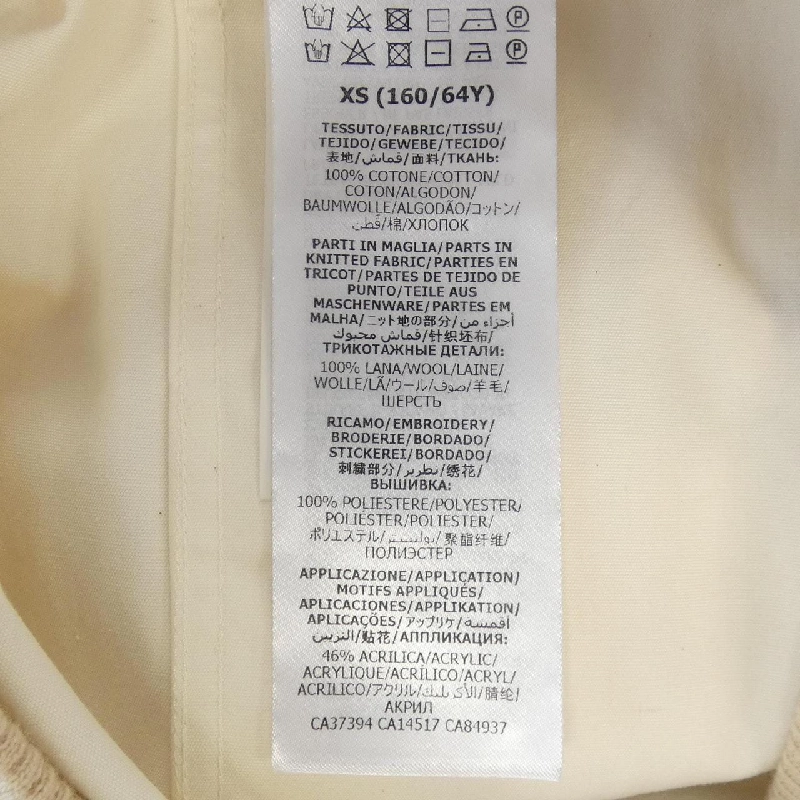 XS (160/64Y)
TESSUTO/FABRIC/TISSU/
TEJIDO/GEWEBE/TECIDO/
表地/قماش/面料/ТКАНЬ:
100% COTONE/COTTON/
COTON/ALGODON/
BAUMWOLLE/ALGODÃO/コットン/
قطن/棉/ХЛОПОК
PARTI IN MAGLIA/PARTS IN
KNITTED FABRIC/PARTIES EN
TRICOT/PARTES DE TEJIDO DE
PUNTO/TEILE AUS
MASCHENWARE/PARTES EM
MALHA/ニット地の部分/أجزاء من
قماش محبوك/针织坯布/
ТРИКОТАЖНЫЕ ДЕТАЛИ:
100% LANA/WOOL/LAINE/
WOLLE/LÃ/ウール/صوف/羊毛/
ШЕРСТЬ
RICAMO/EMBROIDERY/
BRODERIE/BORDADO/
STICKEREI/BORDADO/
刺繍部分/تطريز/绣花/
ВЫШИВКА:
100% POLIESTERE/POLYESTER/
POLIÉSTER/POLIESTER/
ポリエステル/بوليستر/聚酯纤维/
ПОЛИЭСТЕР
APPLICAZIONE/APPLICATION/
MOTIFS APPLIQUÉS/
APLICACIONES/APPLIKATION/
APLICAÇÕES/アップリケ/أقمشة
التزيين/贴花/АППЛИКАЦИЯ:
46% ACRILICA/ACRYLIC/
ACRYLIQUE/ACRÍLICO/ACRYL/
ACRILICO/アクリル/الأكريليك/腈纶/
АКРИЛ
CA37394 CA14517 CA84937